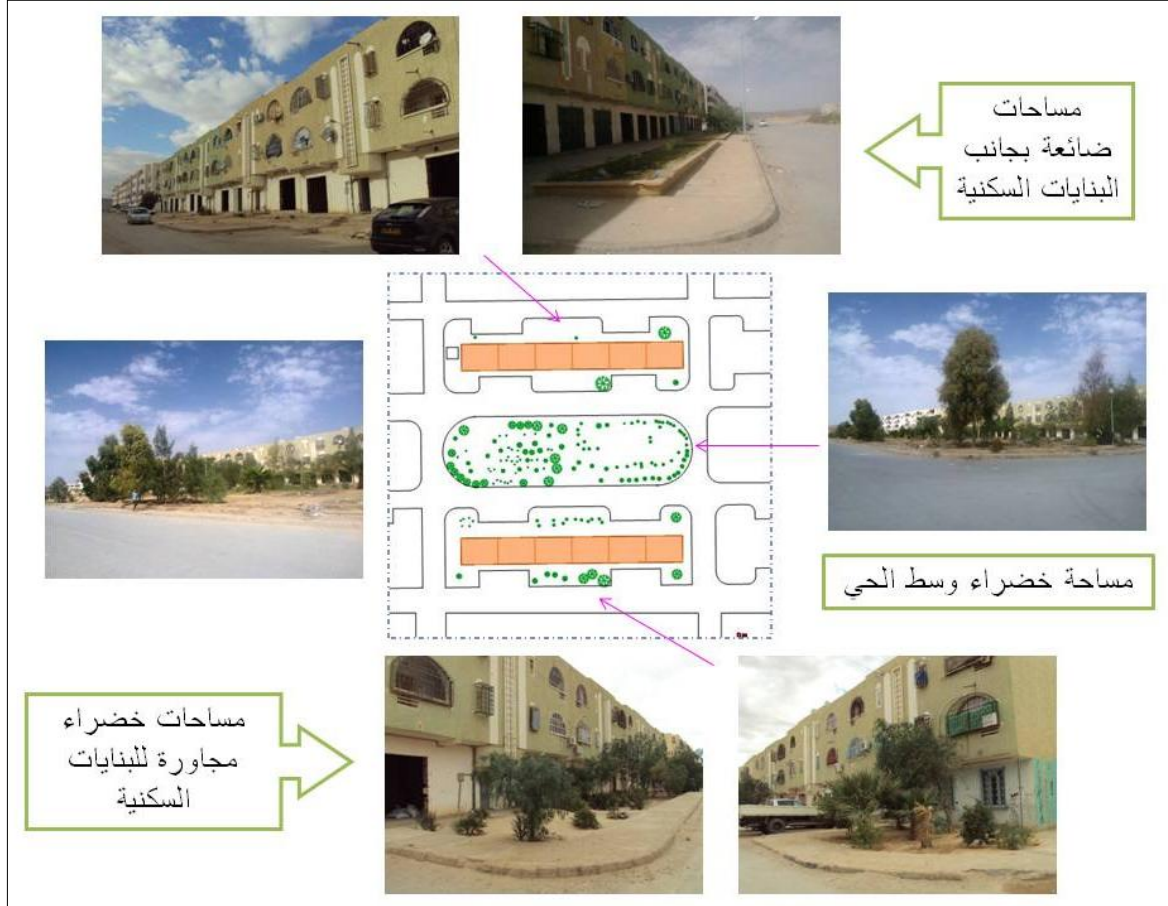 مساحات
ضائعة بجانب
البنايات السكنية
مساحة خضراء وسط الحي
مساحات خضراء
مجاورة للبنايات
السكنية